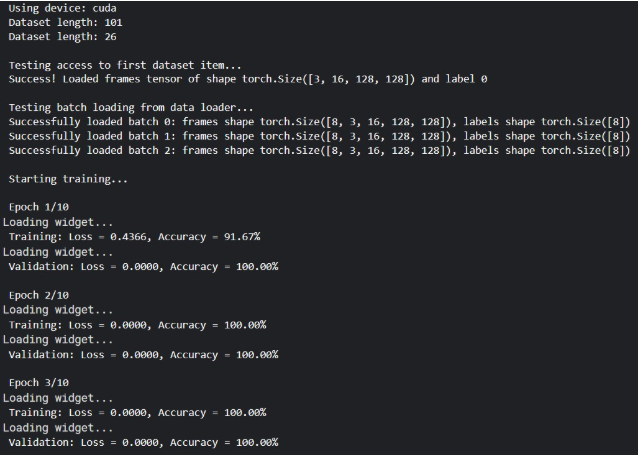 Using device: cuda
Dataset length: 101
Dataset length: 26
Testing access to first dataset item...
Success! Loaded frames tensor of shape torch.Size([3, 16, 128, 128]) and label 0
Testing batch loading from data loader...
Successfully loaded batch 0: frames shape torch.Size([8, 3, 16, 128, 128]), labels shape torch.Size([8])
Successfully loaded batch 1: frames shape torch.Size([8, 3, 16, 128, 128]), labels shape torch.Size([8])
Successfully loaded batch 2: frames shape torch.Size([8, 3, 16, 128, 128]), labels shape torch.Size([8])
Starting training...
Epoch 1/10
Loading widget...
Training: Loss = 0.4366, Accuracy = 91.67%
Loading widget...
Validation: Loss = 0.0000, Accuracy = 100.00%
Epoch 2/10
Loading widget...
Training: Loss = 0.0000, Accuracy = 100.00%
Loading widget...
Validation: Loss = 0.0000, Accuracy = 100.00%
Epoch 3/10
Loading widget...
Training: Loss = 0.0000, Accuracy = 100.00%
Loading widget...
Validation: Loss = 0.0000, Accuracy = 100.00%